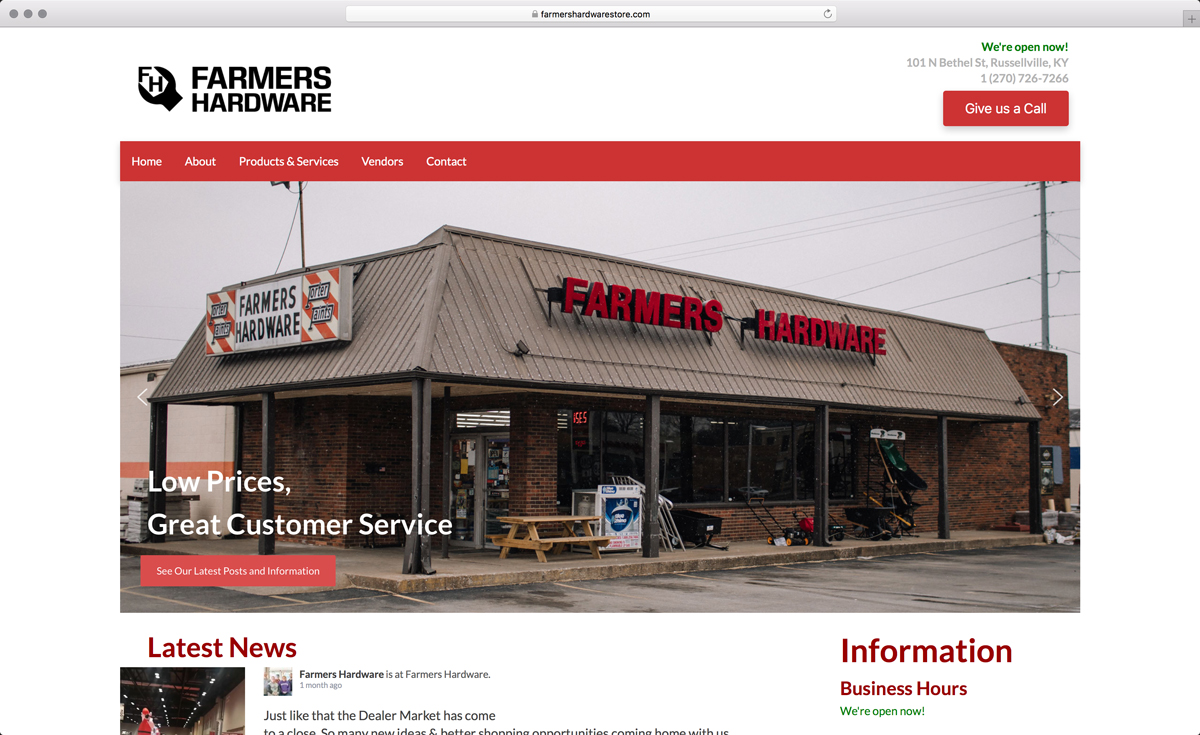 farmershardwarestore.com
We're open now!
101 N Bethel St, Russellville, KY
1 (270) 726-7266
Give us a Call
FH
FARMERS
HARDWARE
Home About Products & Services Vendors Contact
FARMERS
HARDWARE
Porter
Paints
Porter
Paints
FARMERS HARDWARE
Low Prices,
Great Customer Service
See Our Latest Posts and Information
Latest News
Farmers Hardware is at Farmers Hardware.
1 month ago
Just like that the Dealer Market has come
to a close. So many new ideas & better shopping opportunities coming home with us
Information
Business Hours
We're open now!